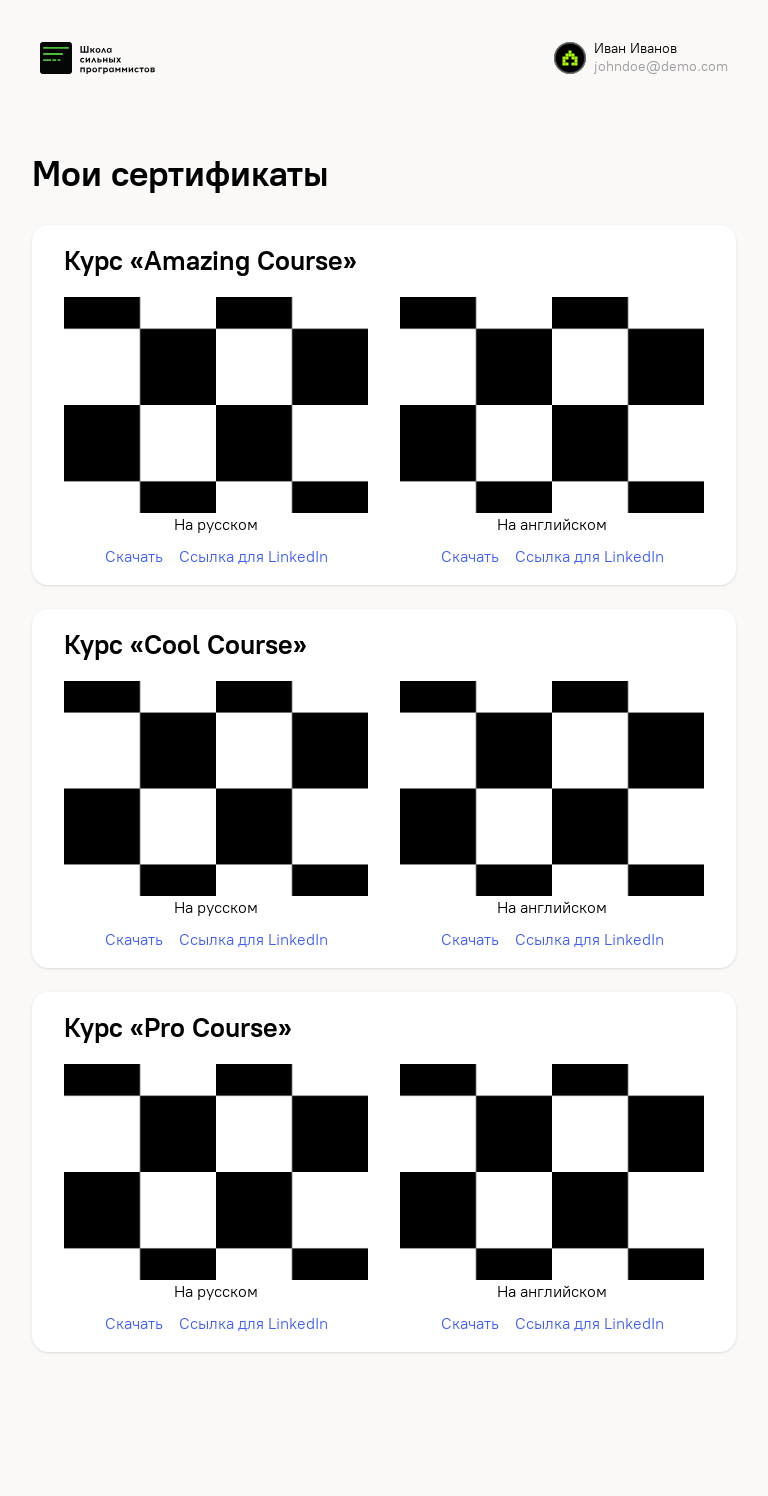 Школа
сильных
программистов
Иван Иванов
johndoe@demo.com
Мои сертификаты
Курс «Amazing Course»
На русском
Скачать Ссылка для LinkedIn
На английском
Скачать Ссылка для LinkedIn
Курс «Cool Course»
На русском
Скачать Ссылка для LinkedIn
На английском
Скачать Ссылка для LinkedIn
Курс «Pro Course»
На русском
Скачать Ссылка для LinkedIn
На английском
Скачать Ссылка для LinkedIn